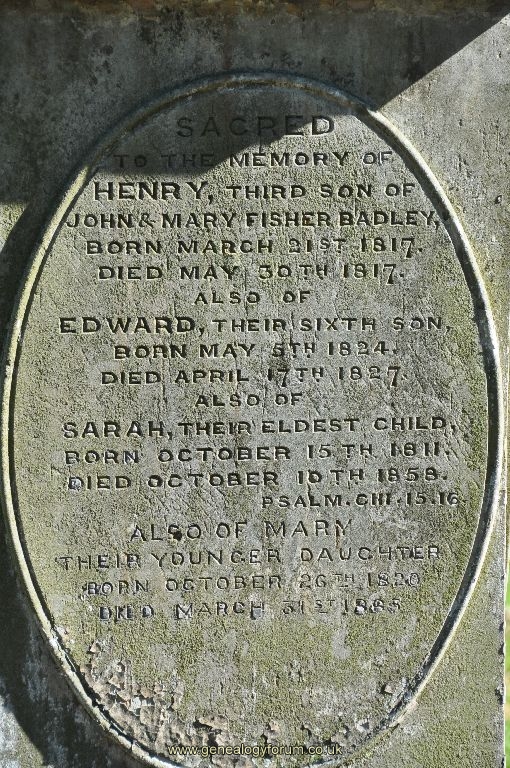 SACRED
TO THE MEMORY OF
HENRY, THIRD SON OF
JOHN & MARY FISHER BADLEY,
BORN MARCH 21ST 1817.
DIED MAY 30TH 1817.
ALSO OF
EDWARD, THEIR SIXTH SON,
BORN MAY 5TH 1824.
DIED APRIL 17TH 1827.
ALSO OF
SARAH, THEIR ELDEST CHILD,
BORN OCTOBER 15TH 1811.
DIED OCTOBER 10TH 1858.
PSALM. CIII. 15. 16.
ALSO OF MARY
THEIR YOUNGER DAUGHTER
BORN OCTOBER 26TH 1820
DIED MARCH 31ST
www.genealogyforum.co.uk